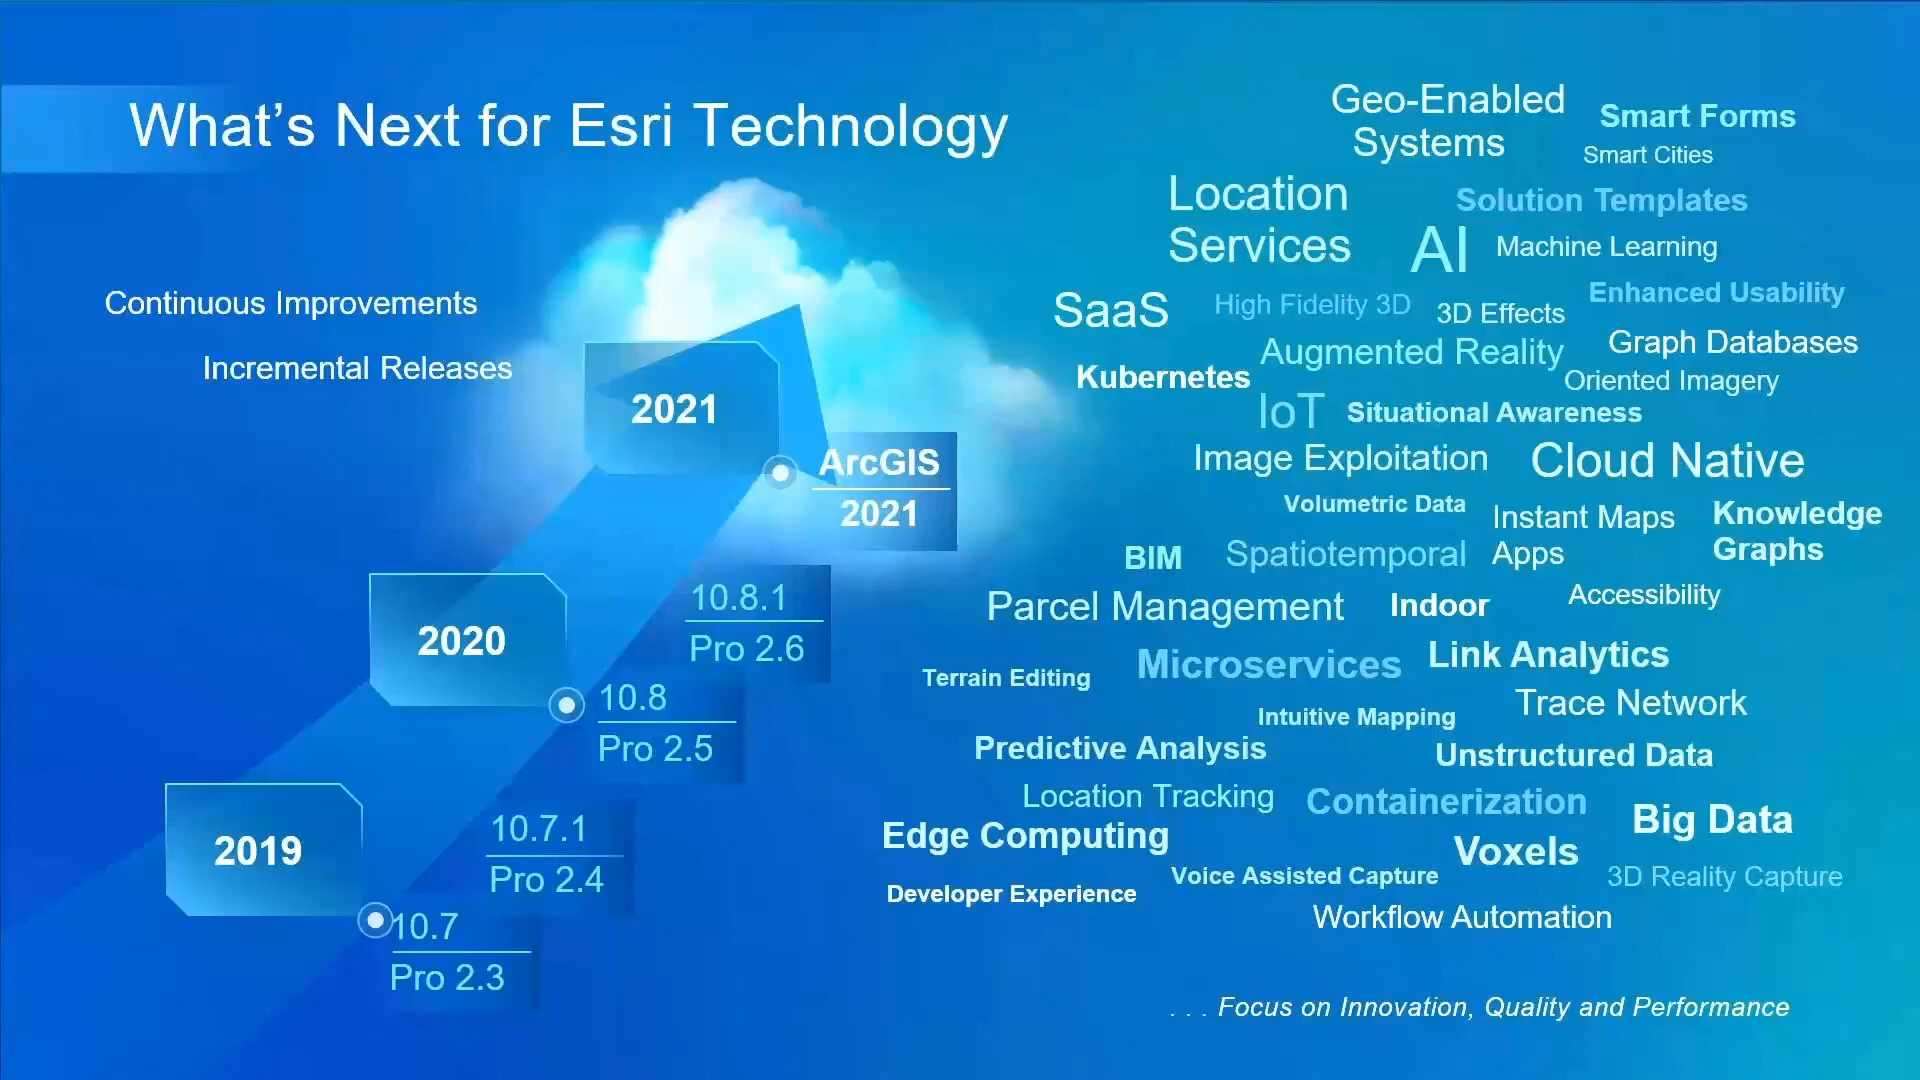 What's Next for Esri Technology
Continuous Improvements
Incremental Releases
2021
ArcGIS
2021
10.8.1
Pro 2.6
2020
10.8
Pro 2.5
10.7.1
Pro 2.4
2019
10.7
Pro 2.3
Geo-Enabled
Systems
Smart Forms
Smart Cities
Location
Services
Solution Templates
AI
Machine Learning
SaaS
High Fidelity 3D
3D Effects
Enhanced Usability
Augmented Reality
Graph Databases
Kubernetes
Oriented Imagery
IoT
Situational Awareness
Image Exploitation
Cloud Native
Volumetric Data
Instant Maps
Apps
Knowledge
Graphs
BIM
Spatiotemporal
Parcel Management
Indoor
Accessibility
Terrain Editing
Microservices
Link Analytics
Trace Network
Intuitive Mapping
Predictive Analysis
Unstructured Data
Location Tracking
Containerization
Big Data
Edge Computing
Voxels
Voice Assisted Capture
3D Reality Capture
Developer Experience
Workflow Automation
. . . Focus on Innovation, Quality and Performance